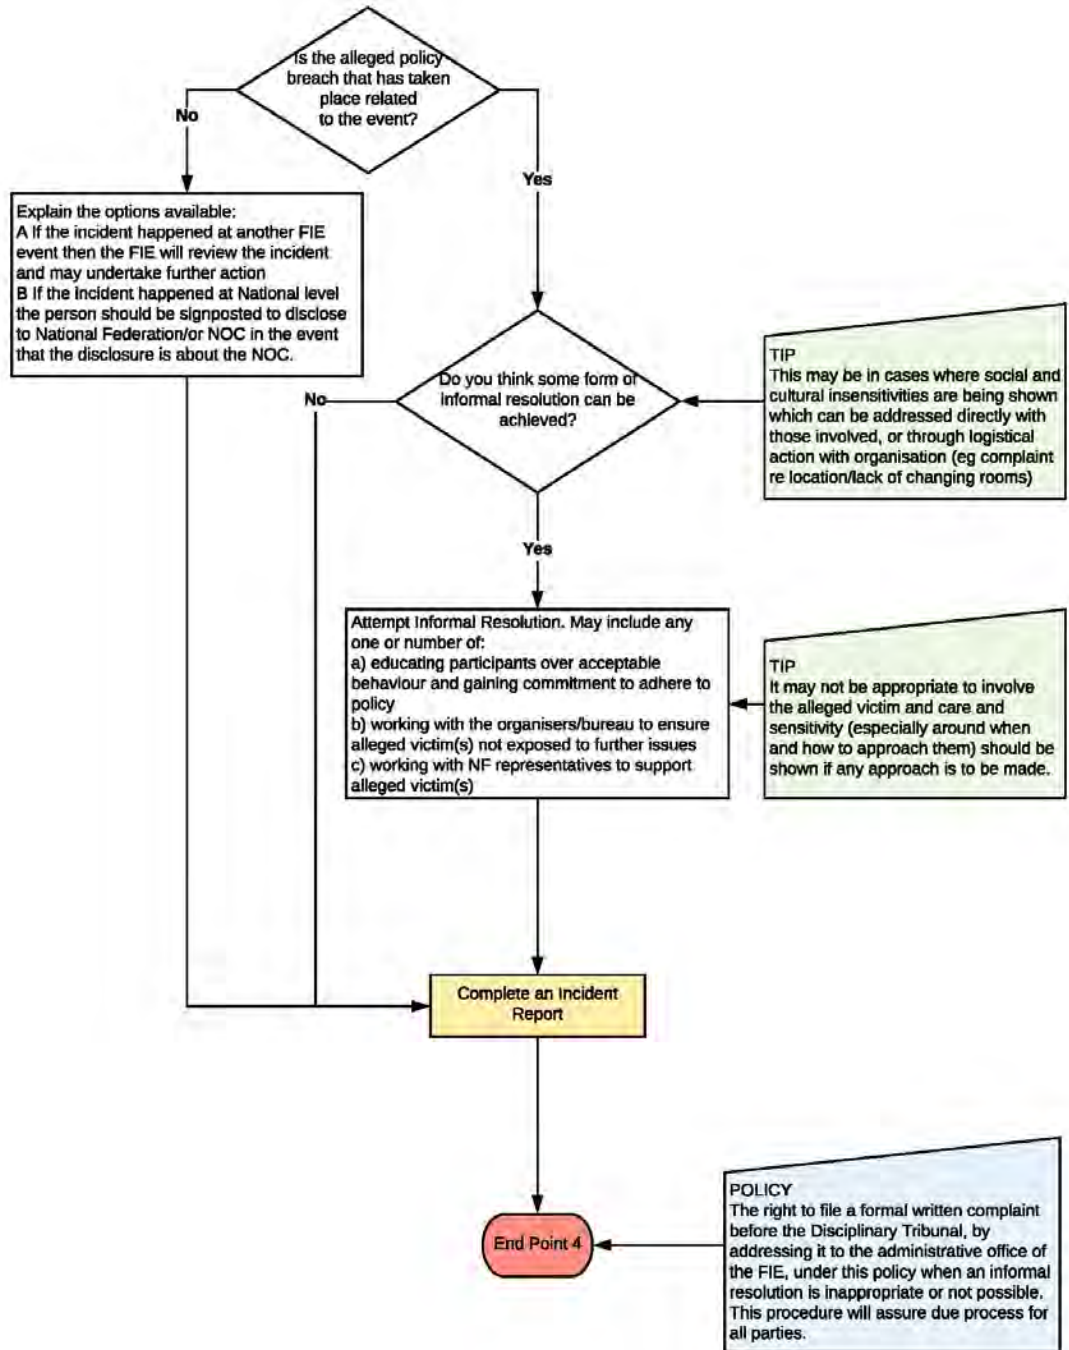 Is the alleged policy
breach that has taken
place related
to the event?
No
Yes
Explain the options available:
A If the incident happened at another FIE
event then the FIE will review the incident
and may undertake further action
B If the incident happened at National level
the person should be signposted to disclose
to National Federation/or NOC in the event
that the disclosure is about the NOC.
Do you think some form of
informal resolution can be
achieved?
No
TIP
This may be in cases where social and
cultural insensitivities are being shown
which can be addressed directly with
those involved, or through logistical
action with organisation (eg complaint
re location/lack of changing rooms)
Yes
Attempt Informal Resolution. May include any
one or number of:
a) educating participants over acceptable
behaviour and gaining commitment to adhere to
policy
b) working with the organisers/bureau to ensure
alleged victim(s) not exposed to further issues
c) working with NF representatives to support
alleged victim(s)
TIP
It may not be appropriate to involve
the alleged victim and care and
sensitivity (especially around when
and how to approach them) should be
shown if any approach is to be made.
Complete an Incident
Report
End Point 4
POLICY
The right to file a formal written complaint
before the Disciplinary Tribunal, by
addressing it to the administrative office of
the FIE, under this policy when an informal
resolution is inappropriate or not possible.
This procedure will assure due process for
all parties.